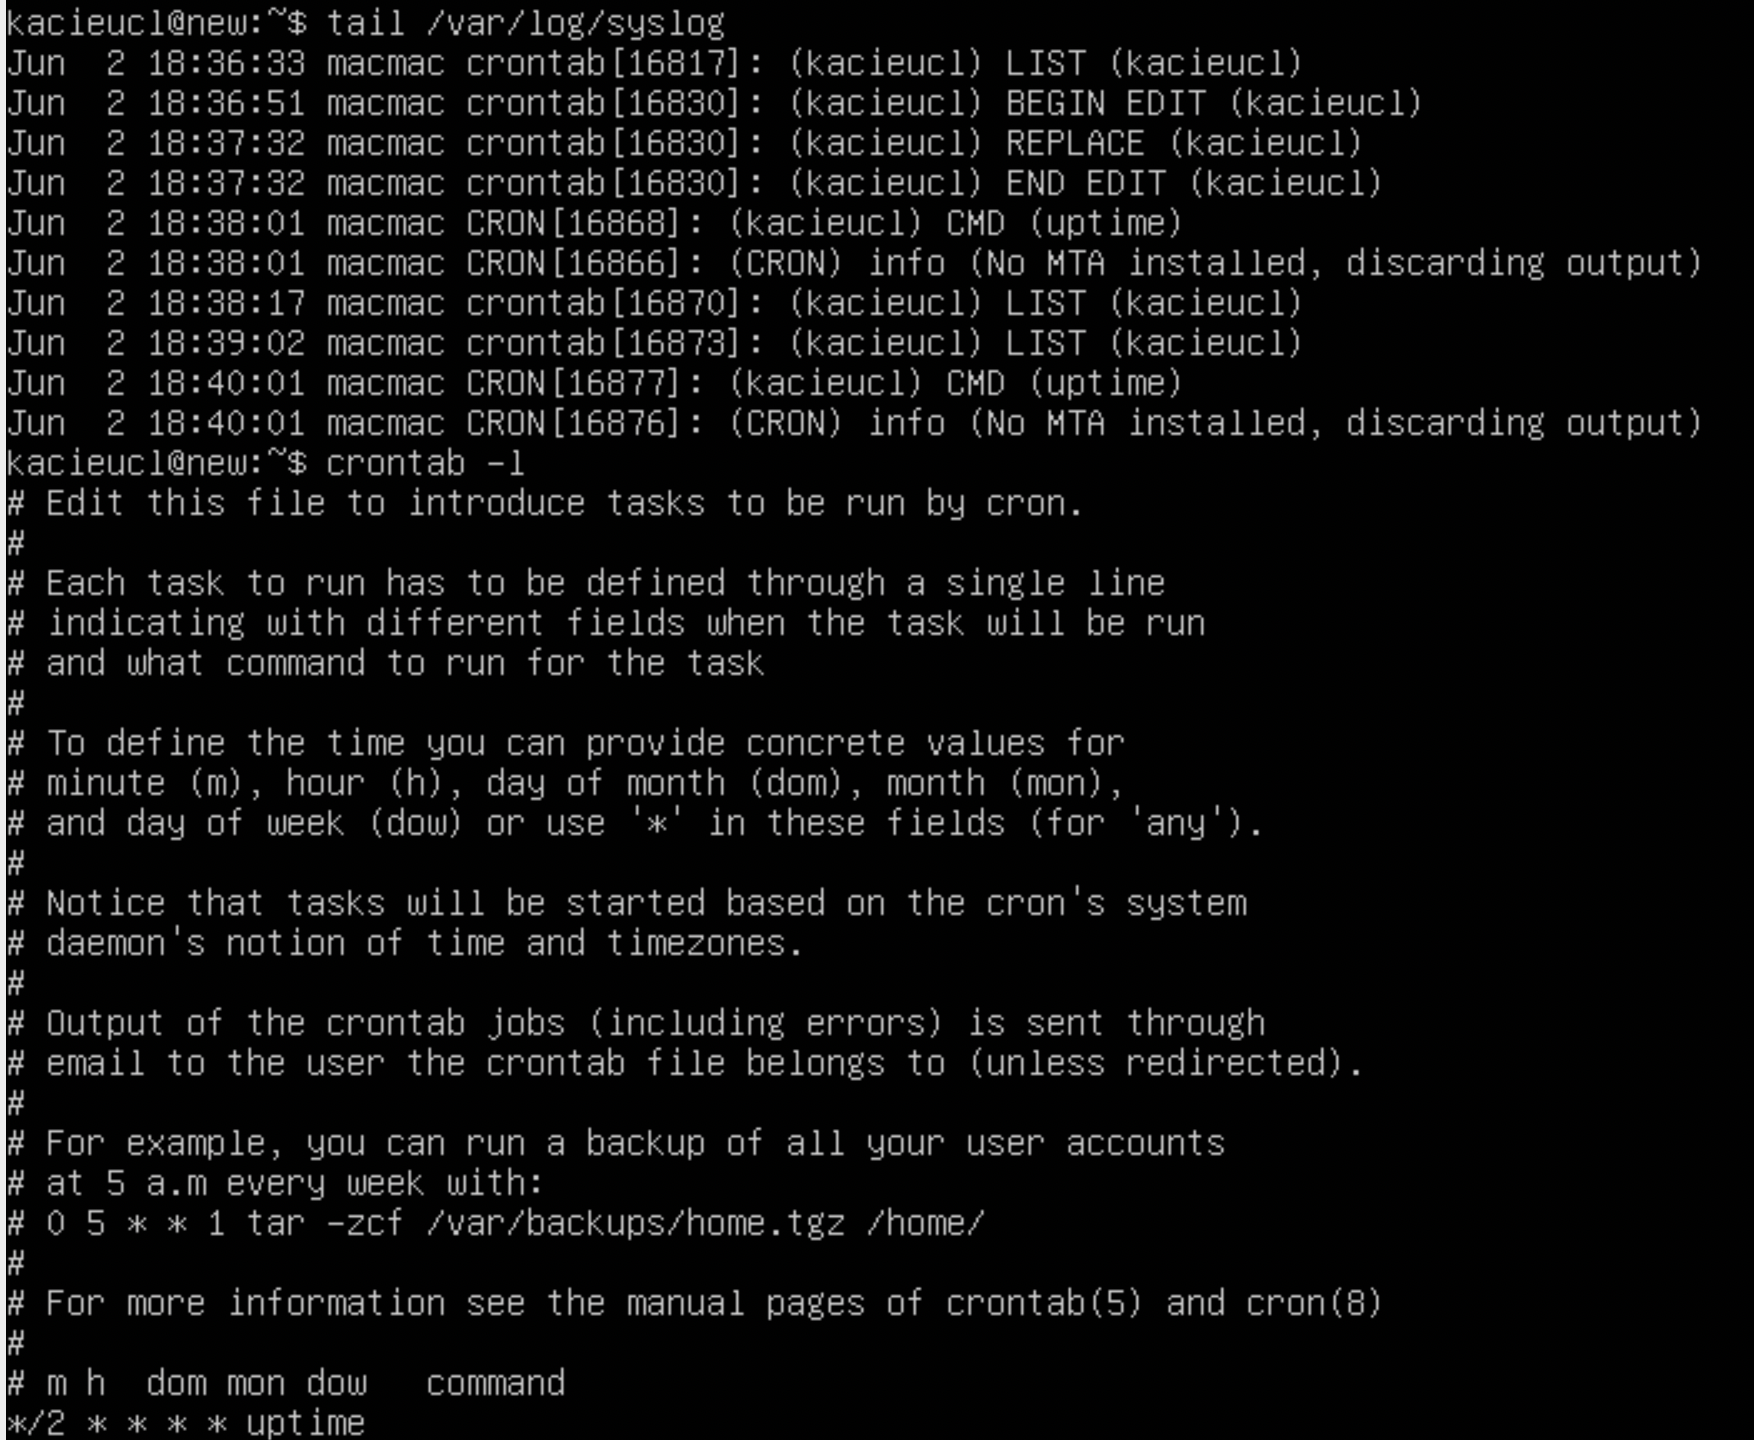 kacieucl@new:~$ tail /var/log/syslog
Jun  2 18:36:33 macmac crontab[16817]: (kacieucl) LIST (kacieucl)
Jun  2 18:36:51 macmac crontab[16830]: (kacieucl) BEGIN EDIT (kacieucl)
Jun  2 18:37:32 macmac crontab[16830]: (kacieucl) REPLACE (kacieucl)
Jun  2 18:37:32 macmac crontab[16830]: (kacieucl) END EDIT (kacieucl)
Jun  2 18:38:01 macmac CRON[16868]: (kacieucl) CMD (uptime)
Jun  2 18:38:01 macmac CRON[16866]: (CRON) info (No MTA installed, discarding output)
Jun  2 18:38:17 macmac crontab[16870]: (kacieucl) LIST (kacieucl)
Jun  2 18:39:02 macmac crontab[16873]: (kacieucl) LIST (kacieucl)
Jun  2 18:40:01 macmac CRON[16877]: (kacieucl) CMD (uptime)
Jun  2 18:40:01 macmac CRON[16876]: (CRON) info (No MTA installed, discarding output)
kacieucl@new:~$ crontab -l
# Edit this file to introduce tasks to be run by cron.
#
# Each task to run has to be defined through a single line
# indicating with different fields when the task will be run
# and what command to run for the task
#
# To define the time you can provide concrete values for
# minute (m), hour (h), day of month (dom), month (mon),
# and day of week (dow) or use '*' in these fields (for 'any').
#
# Notice that tasks will be started based on the cron's system
# daemon's notion of time and timezones.
#
# Output of the crontab jobs (including errors) is sent through
# email to the user the crontab file belongs to (unless redirected).
#
# For example, you can run a backup of all your user accounts
# at 5 a.m every week with:
# 0 5 * * 1 tar -zcf /var/backups/home.tgz /home/
#
# For more information see the manual pages of crontab(5) and cron(8)
#
# m h  dom mon dow   command
*/2 * * * * uptime